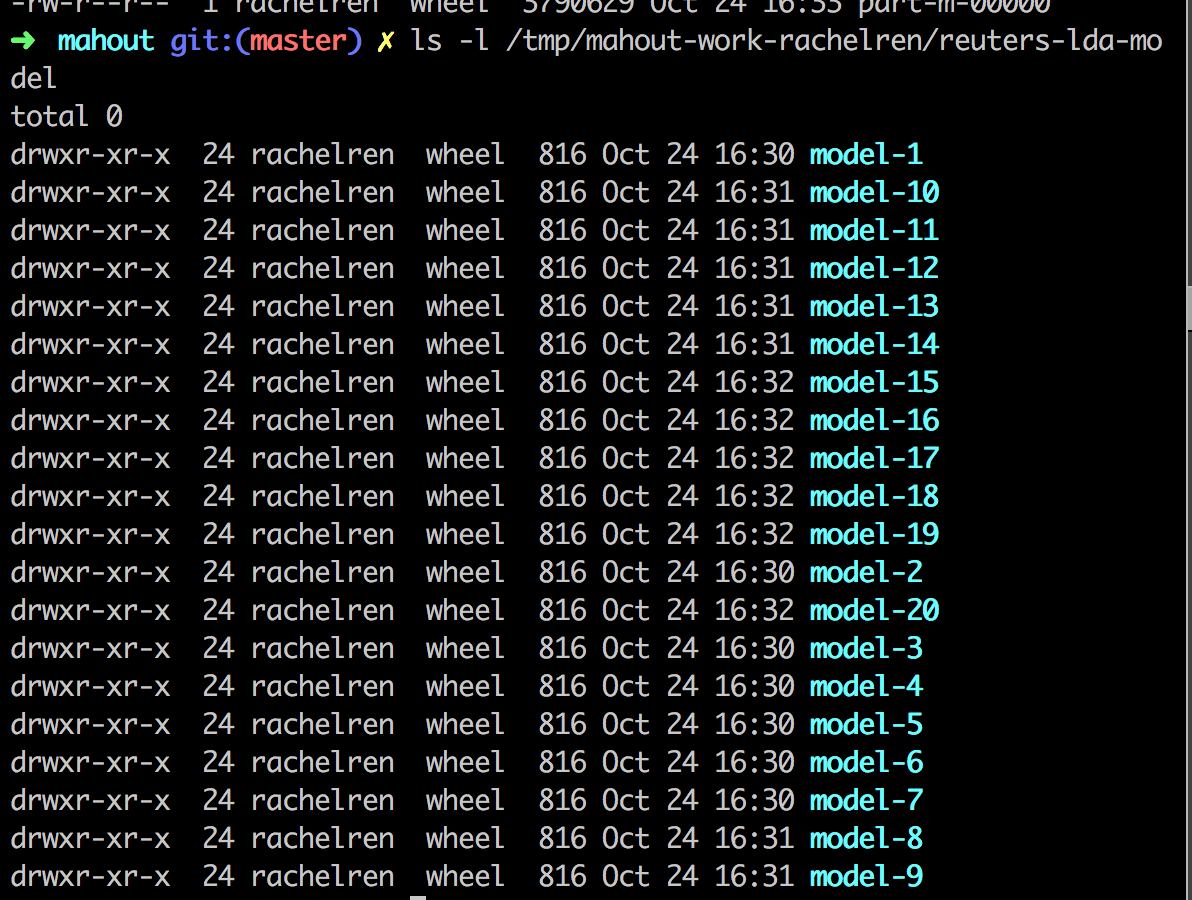 -rw-r--r-- 1 rachelren wheel 3790629 Oct 24 16:33 part-m-00000
➜ mahout git:(master) ✗ ls -l /tmp/mahout-work-rachelren/reuters-lda-mo
del
total 0
drwxr-xr-x 24 rachelren wheel 816 Oct 24 16:30 model-1
drwxr-xr-x 24 rachelren wheel 816 Oct 24 16:31 model-10
drwxr-xr-x 24 rachelren wheel 816 Oct 24 16:31 model-11
drwxr-xr-x 24 rachelren wheel 816 Oct 24 16:31 model-12
drwxr-xr-x 24 rachelren wheel 816 Oct 24 16:31 model-13
drwxr-xr-x 24 rachelren wheel 816 Oct 24 16:31 model-14
drwxr-xr-x 24 rachelren wheel 816 Oct 24 16:32 model-15
drwxr-xr-x 24 rachelren wheel 816 Oct 24 16:32 model-16
drwxr-xr-x 24 rachelren wheel 816 Oct 24 16:32 model-17
drwxr-xr-x 24 rachelren wheel 816 Oct 24 16:32 model-18
drwxr-xr-x 24 rachelren wheel 816 Oct 24 16:32 model-19
drwxr-xr-x 24 rachelren wheel 816 Oct 24 16:30 model-2
drwxr-xr-x 24 rachelren wheel 816 Oct 24 16:32 model-20
drwxr-xr-x 24 rachelren wheel 816 Oct 24 16:30 model-3
drwxr-xr-x 24 rachelren wheel 816 Oct 24 16:30 model-4
drwxr-xr-x 24 rachelren wheel 816 Oct 24 16:30 model-5
drwxr-xr-x 24 rachelren wheel 816 Oct 24 16:30 model-6
drwxr-xr-x 24 rachelren wheel 816 Oct 24 16:30 model-7
drwxr-xr-x 24 rachelren wheel 816 Oct 24 16:31 model-8
drwxr-xr-x 24 rachelren wheel 816 Oct 24 16:31 model-9